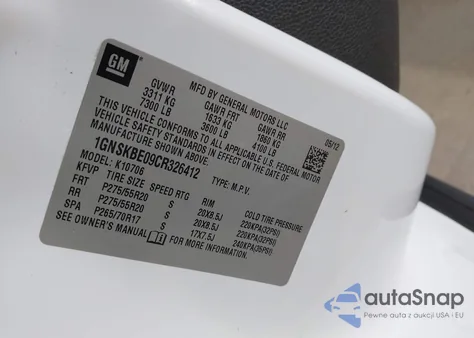 GM
MFD BY GENERAL MOTORS LLC
05/12
GVWR GAWR FRT GAWR RR
3311 KG 1633 KG 1860 KG
7300 LB 3600 LB 4100 LB
THIS VEHICLE CONFORMS TO ALL APPLICABLE U.S. FEDERAL MOTOR
VEHICLE SAFETY AND THEFT PREVENTION STANDARDS IN EFFECT ON THE DATE OF
MANUFACTURE SHOWN ABOVE.
1GNSKBE09CR326412 TYPE: M.P.V.
MODEL: K10706
KFVP TIRE SIZE SPEED RTG RIM COLD TIRE PRESSURE
FRT P275/55R20 S 20X8.5J 220KPA(32PSI)
RR P275/55R20 S 20X8.5J 220KPA(32PSI)
SPA P265/70R17 S 17X7.5J 240KPA(35PSI)
SEE OWNER'S MANUAL FOR MORE INFORMATION.
autaSnap
Pewne auta z aukcji USA i EU